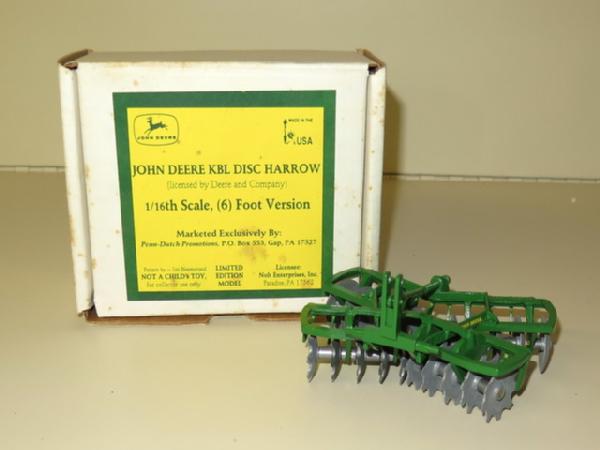 JOHN DEERE
MADE IN THE
USA
JOHN DEERE KBL DISC HARROW
(licensed by Deere and Company)
1/16th Scale, (6) Foot Version
Marketed Exclusively By:
Penn-Dutch Promotions, P.O. Box 553, Gap, PA 17527
NOT A CHILD'S TOY,
For collector use only.
LIMITED
EDITION
MODEL
Licensee:
Nolt Enterprises, Inc.
Paradise, PA 17562